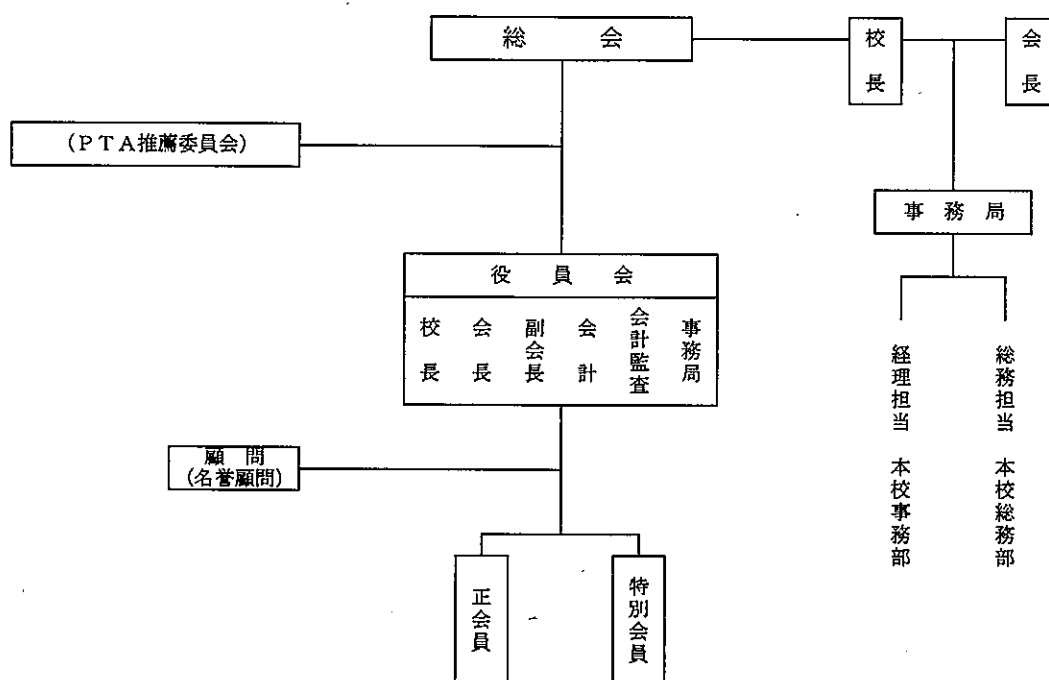 総会
校長
会長
(PTA推薦委員会)
事務局
役員会
校長
会長
副会長
会計
会計監査
事務局
経理担当 本校事務部
総務担当 本校総務部
顧問
(名誉顧問)
正会員
特別会員